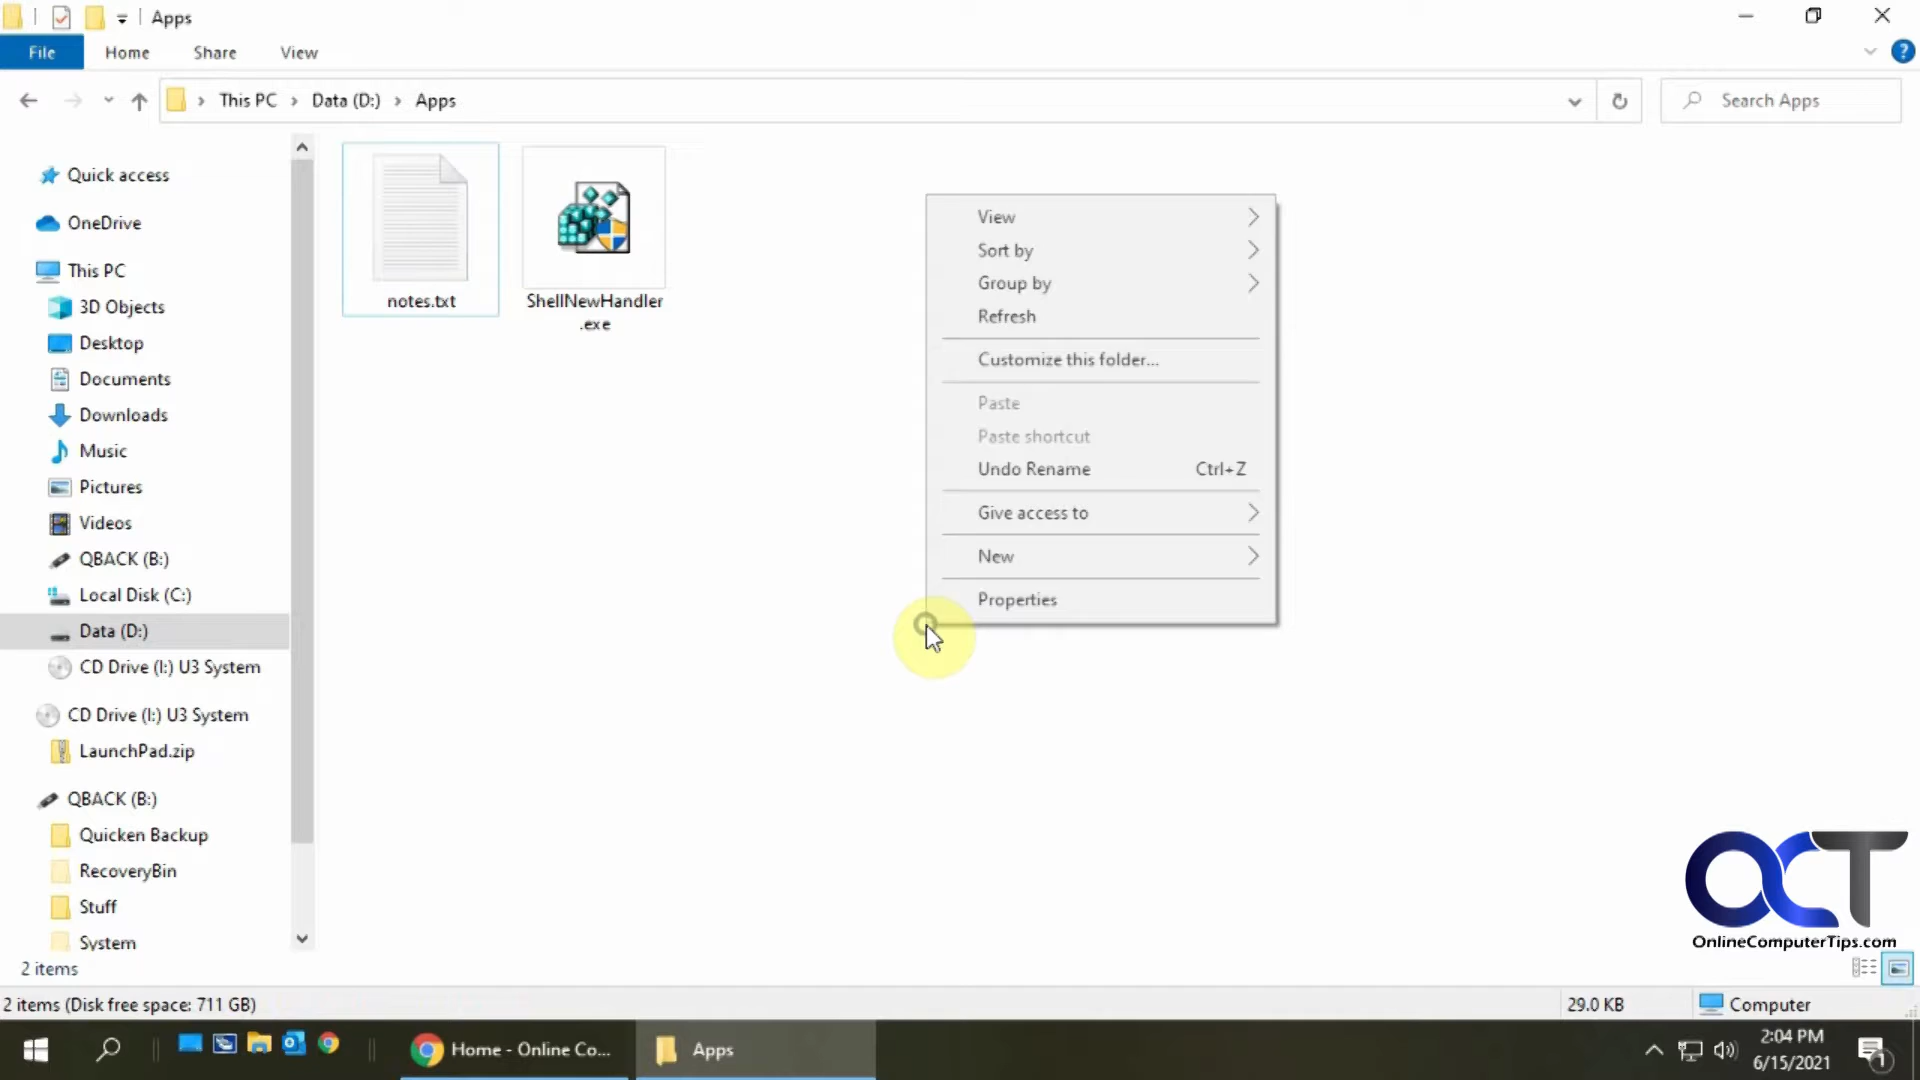 Apps
File
Home
Share
View
?
This PC
Data (D:)
Apps
Search Apps
Quick access
OneDrive
This PC
3D Objects
Desktop
Documents
Downloads
Music
Pictures
Videos
QBACK (B:)
Local Disk (C:)
Data (D:)
CD Drive (I:) U3 System
CD Drive (I:) U3 System
LaunchPad.zip
QBACK (B:)
Quicken Backup
RecoveryBin
Stuff
System
notes.txt
ShellNewHandler
.exe
View
Sort by
Group by
Refresh
Customize this folder...
Paste
Paste shortcut
Undo Rename Ctrl+Z
Give access to
New
Properties
OCT
OnlineComputerTips.com
2 items
2 items (Disk free space: 711 GB)
29.0 KB
Computer
Home - Online Co...
Apps
2:04 PM
6/15/2021
1